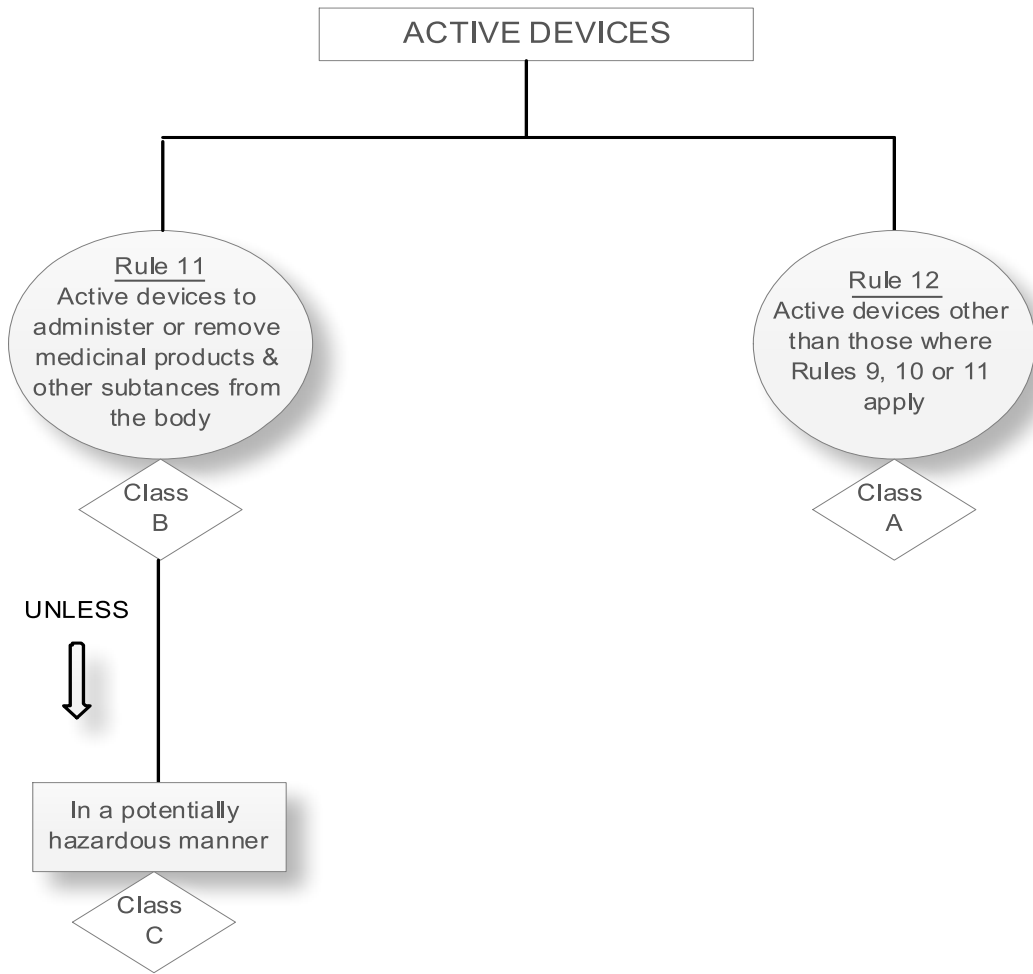 ACTIVE DEVICES
Rule 11
Active devices to
administer or remove
medicinal products &
other subtances from
the body
Rule 12
Active devices other
than those where
Rules 9, 10 or 11
apply
Class
B
Class
A
UNLESS
In a potentially
hazardous manner
Class
C